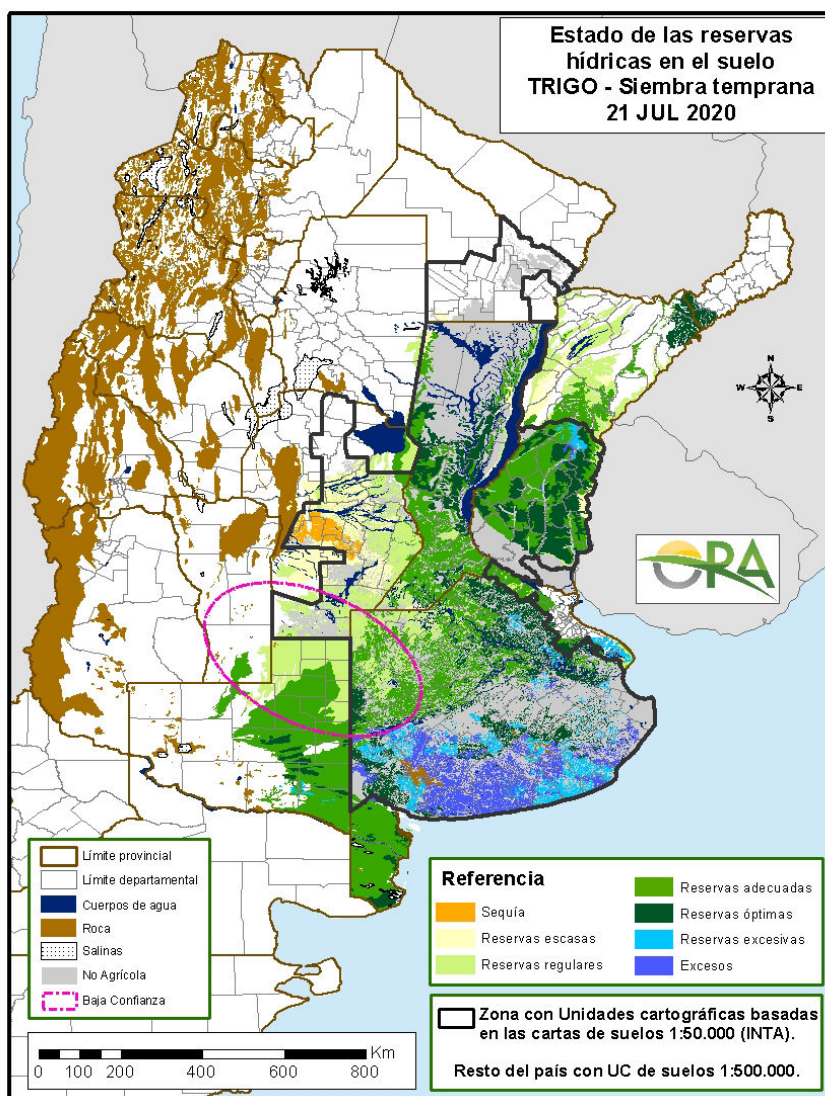 Estado de las reservas
hídricas en el suelo
TRIGO - Siembra temprana
21 JUL 2020
N
W
E
S
ORA
Límite provincial
Límite departamental
Cuerpos de agua
Roca
Salinas
No Agrícola
Baja Confianza
Referencia
Sequía
Reservas escasas
Reservas regulares
Reservas adecuadas
Reservas óptimas
Reservas excesivas
Excesos
Zona con Unidades cartográficas basadas
en las cartas de suelos 1:50.000 (INTA).
Resto del país con UC de suelos 1:500.000.
Km
0 100 200 400 600 800